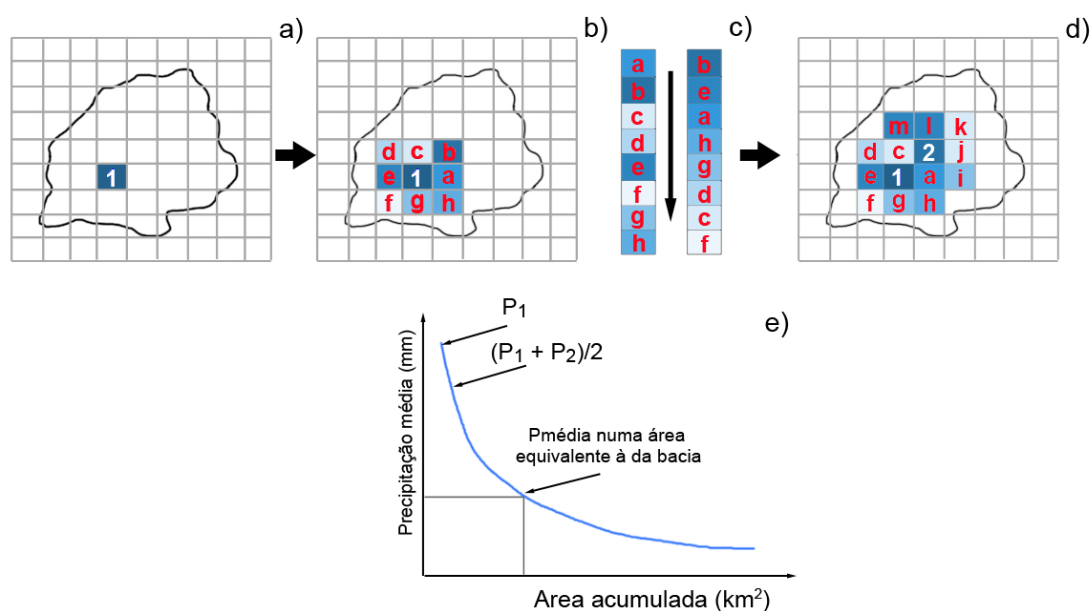 a)
1
b)
d c b
e 1 a
f g h
c)
a
b
c
d
e
f
g
h
b
e
a
h
g
d
c
f
d)
m l k
d c 2 j
e 1 a i
f g h
e)
Precipitação média (mm)
P1
(P1 + P2)/2
Pmédia numa área
equivalente à da bacia
Area acumulada (km²)